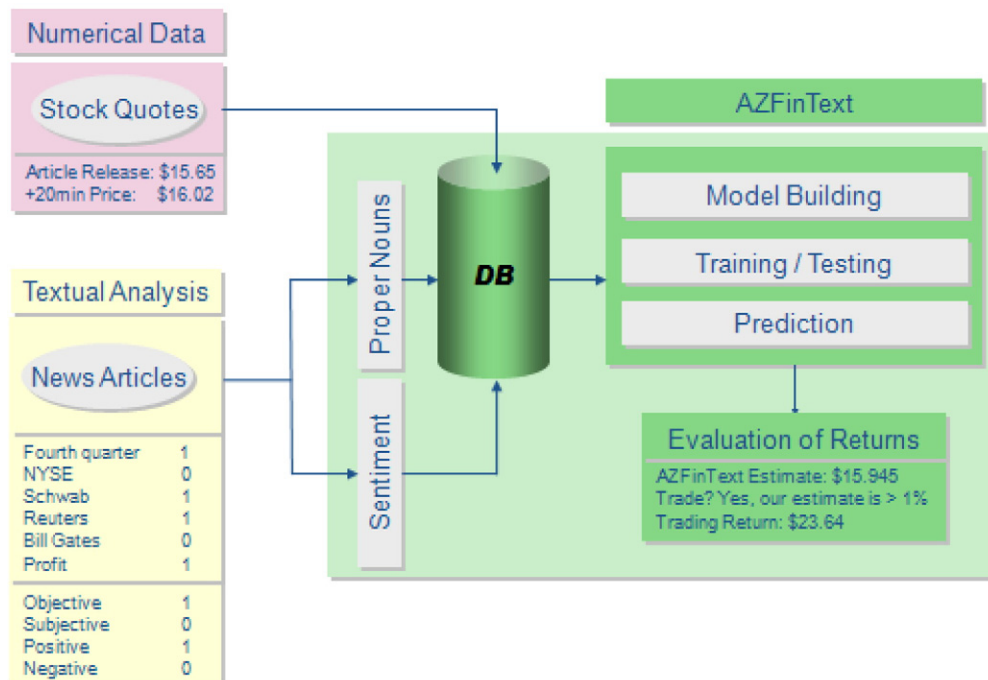 Numerical Data
Stock Quotes
Article Release: $15.65
+20min Price: $16.02
Textual Analysis
News Articles
Fourth quarter 1
NYSE 0
Schwab 1
Reuters 1
Bill Gates 0
Profit 1
Objective 1
Subjective 0
Positive 1
Negative 0
Proper Nouns
Sentiment
DB
AZFinText
Model Building
Training / Testing
Prediction
Evaluation of Returns
AZFinText Estimate: $15.945
Trade? Yes, our estimate is > 1%
Trading Return: $23.64